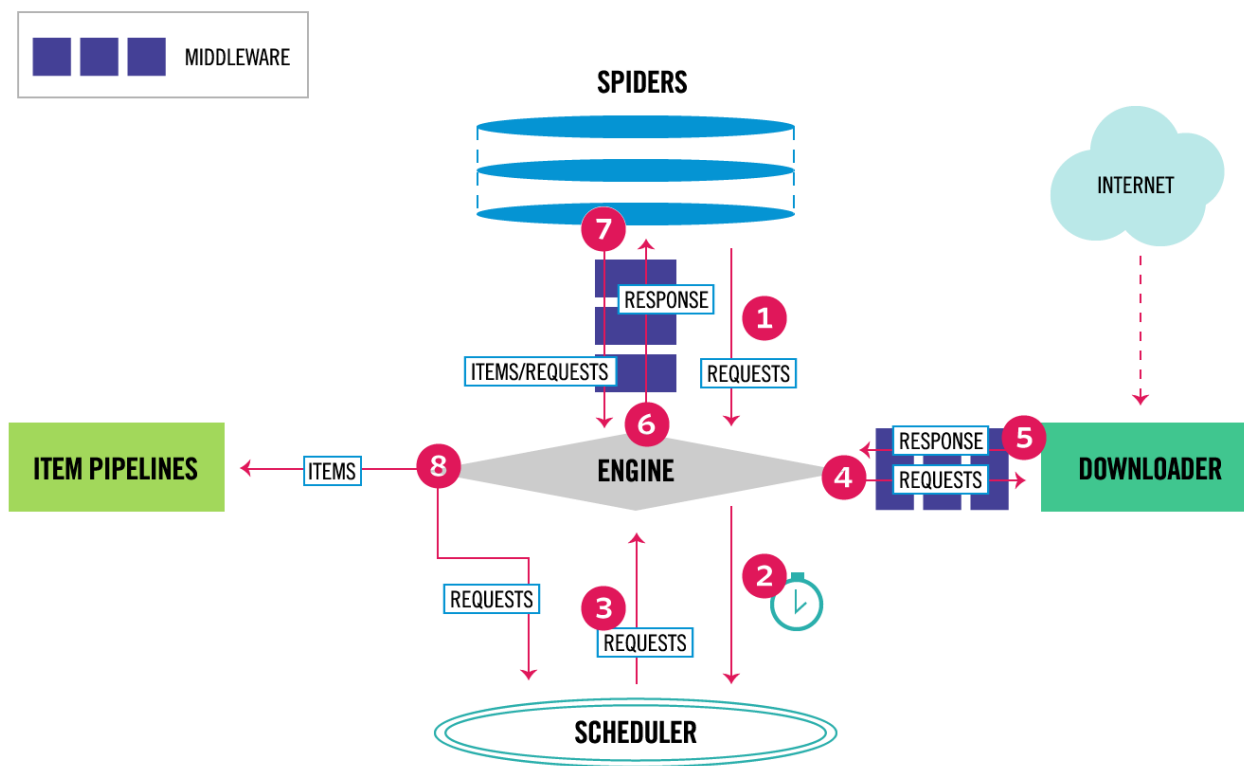 MIDDLEWARE
SPIDERS
INTERNET
7
RESPONSE
1
ITEMS/REQUESTS
REQUESTS
6
5
RESPONSE
8
ITEM PIPELINES
ITEMS
ENGINE
4
REQUESTS
DOWNLOADER
2
REQUESTS
3
REQUESTS
SCHEDULER